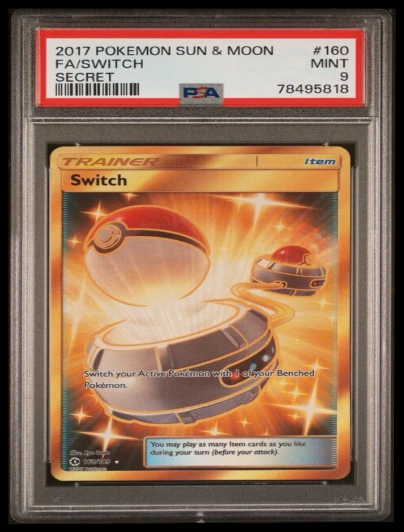 2017 POKEMON SUN & MOON #160
FA/SWITCH MINT
SECRET 9
PSA 78495818
TRAINER Item
Switch
Switch your Active Pokémon with 1 of your Benched
Pokémon.
You may play as many Item cards as you like
during your turn (before your attack).
160/149